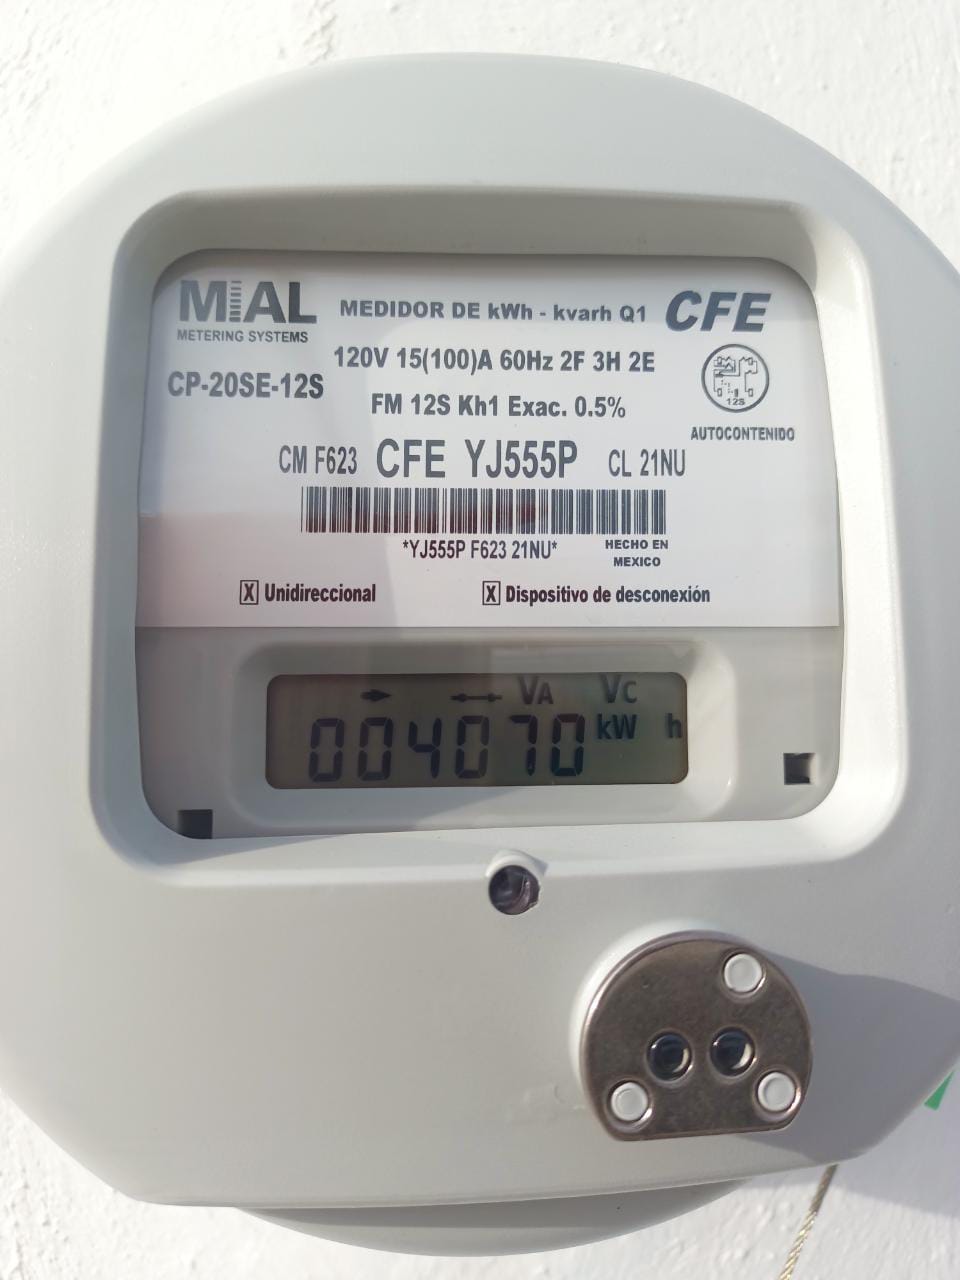 MIAL
METERING SYSTEMS
MEDIDOR DE kWh - kvarh Q1
CFE
120V 15(100)A 60Hz 2F 3H 2E
CP-20SE-12S
FM 12S Kh1 Exac. 0.5%
12S
AUTOCONTENIDO
CM F623 CFE YJ555P CL 21NU
*YJ555P F623 21NU*
HECHO EN
MEXICO
X Unidireccional
X Dispositivo de desconexión
VA VC
004070 kW h